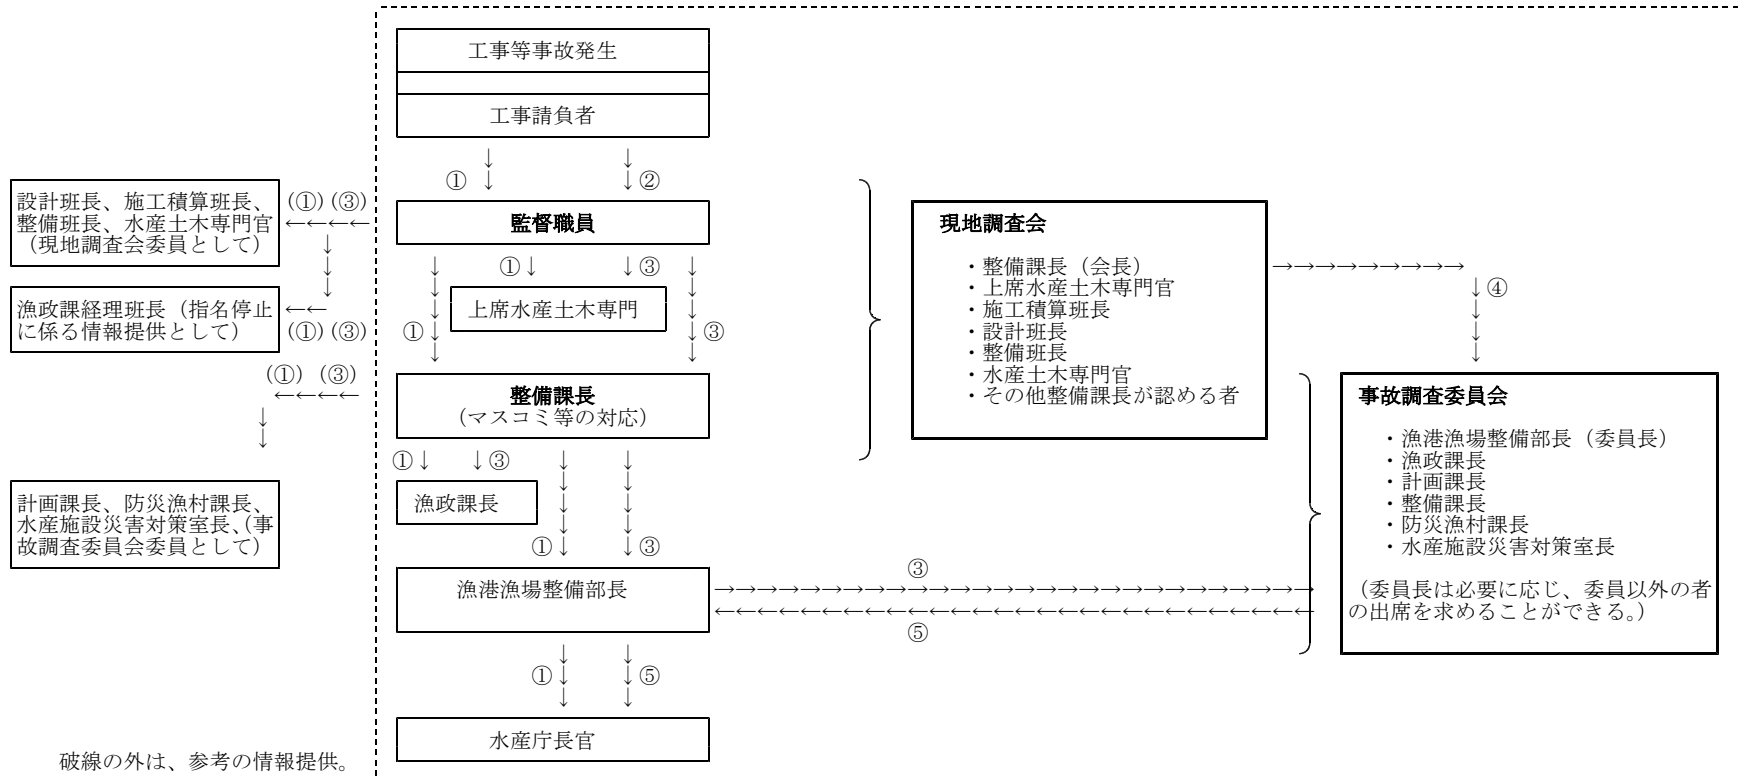 工事等事故発生
工事請負者
① ↓ ↓ ②
設計班長、施工積算班長、
整備班長、水産土木専門官
（現地調査会委員として）
(①) (③)
←←←←
監督職員
① ↓ ↓ ③
上席水産土木専門
① ③
漁政課経理班長（指名停止
に係る情報提供として）
←←
(①) (③)
(①) (③)
←←←←
整備課長
（マスコミ等の対応）
① ↓ ↓ ③
漁政課長
計画課長、防災漁村課長、
水産施設災害対策室長、（事
故調査委員会委員として）
① ↓ ↓ ③
漁港漁場整備部長
③
→→→→→→→→→→→→→→→→→→→→→→→→→→→→
←←←←←←←←←←←←←←←←←←←←←←←←←←←←
⑤
① ↓ ↓ ⑤
水産庁長官
現地調査会
・整備課長（会長）
・上席水産土木専門官
・施工積算班長
・設計班長
・整備班長
・水産土木専門官
・その他整備課長が認める者
→→→→→→→→→
↓ ④
事故調査委員会
・漁港漁場整備部長（委員長）
・漁政課長
・計画課長
・整備課長
・防災漁村課長
・水産施設災害対策室長
（委員長は必要に応じ、委員以外の者
の出席を求めることができる。）
破線の外は、参考の情報提供。